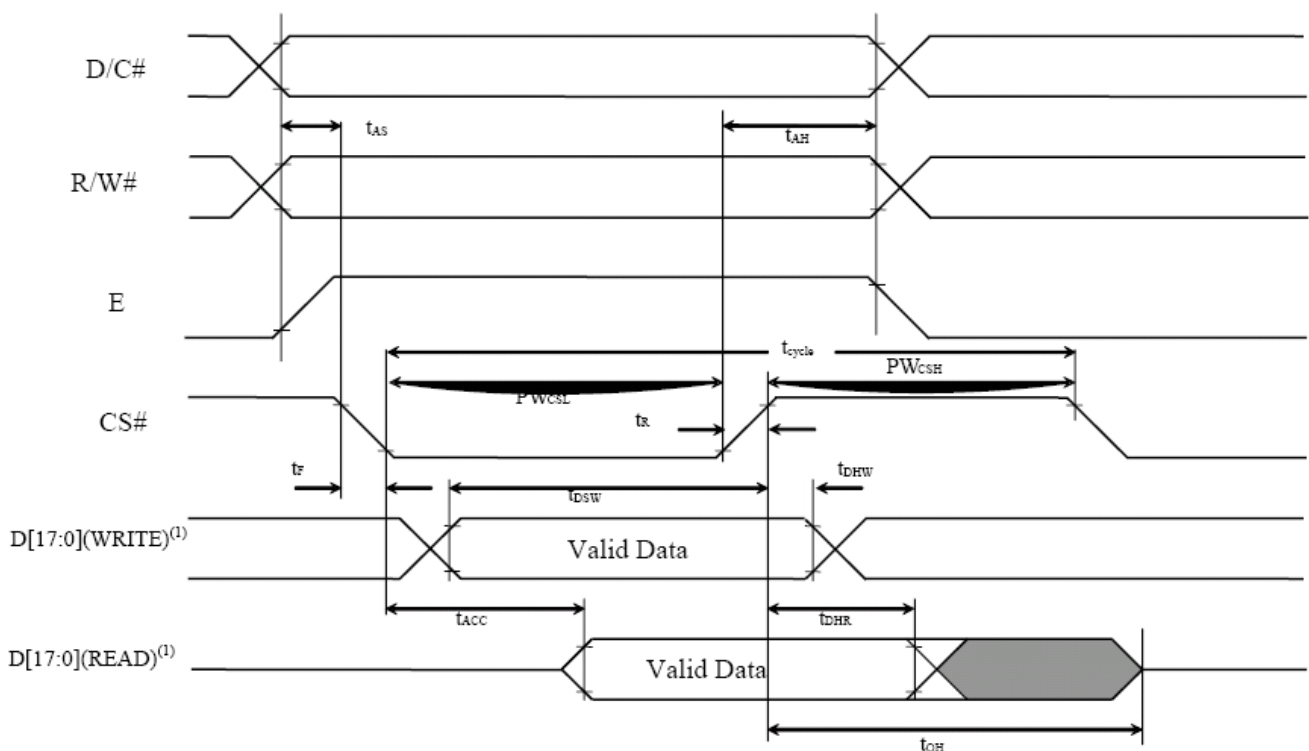 D/C#
tAS
tAH
R/W#
E
tcycle
PWCSL
PWCSH
CS#
tR
tF
tDSW
tDHW
D[17:0](WRITE)(1)
Valid Data
tACC
tDHR
D[17:0](READ)(1)
Valid Data
tOH